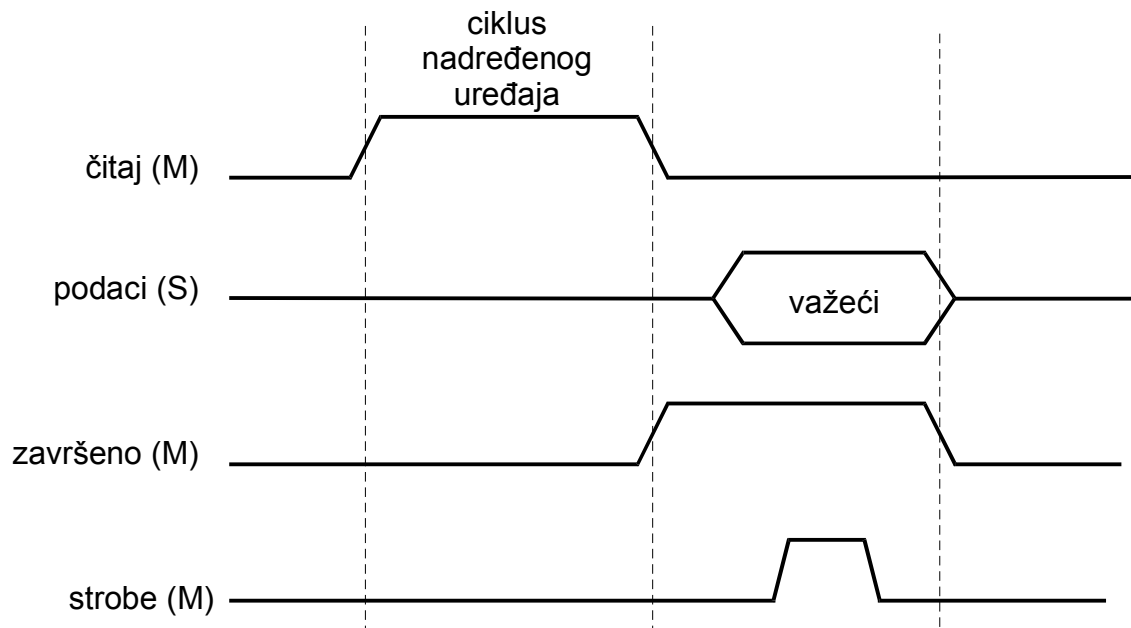 ciklus
nadređenog
uređaja
čitaj (M)
podaci (S)
važeći
završeno (M)
strobe (M)